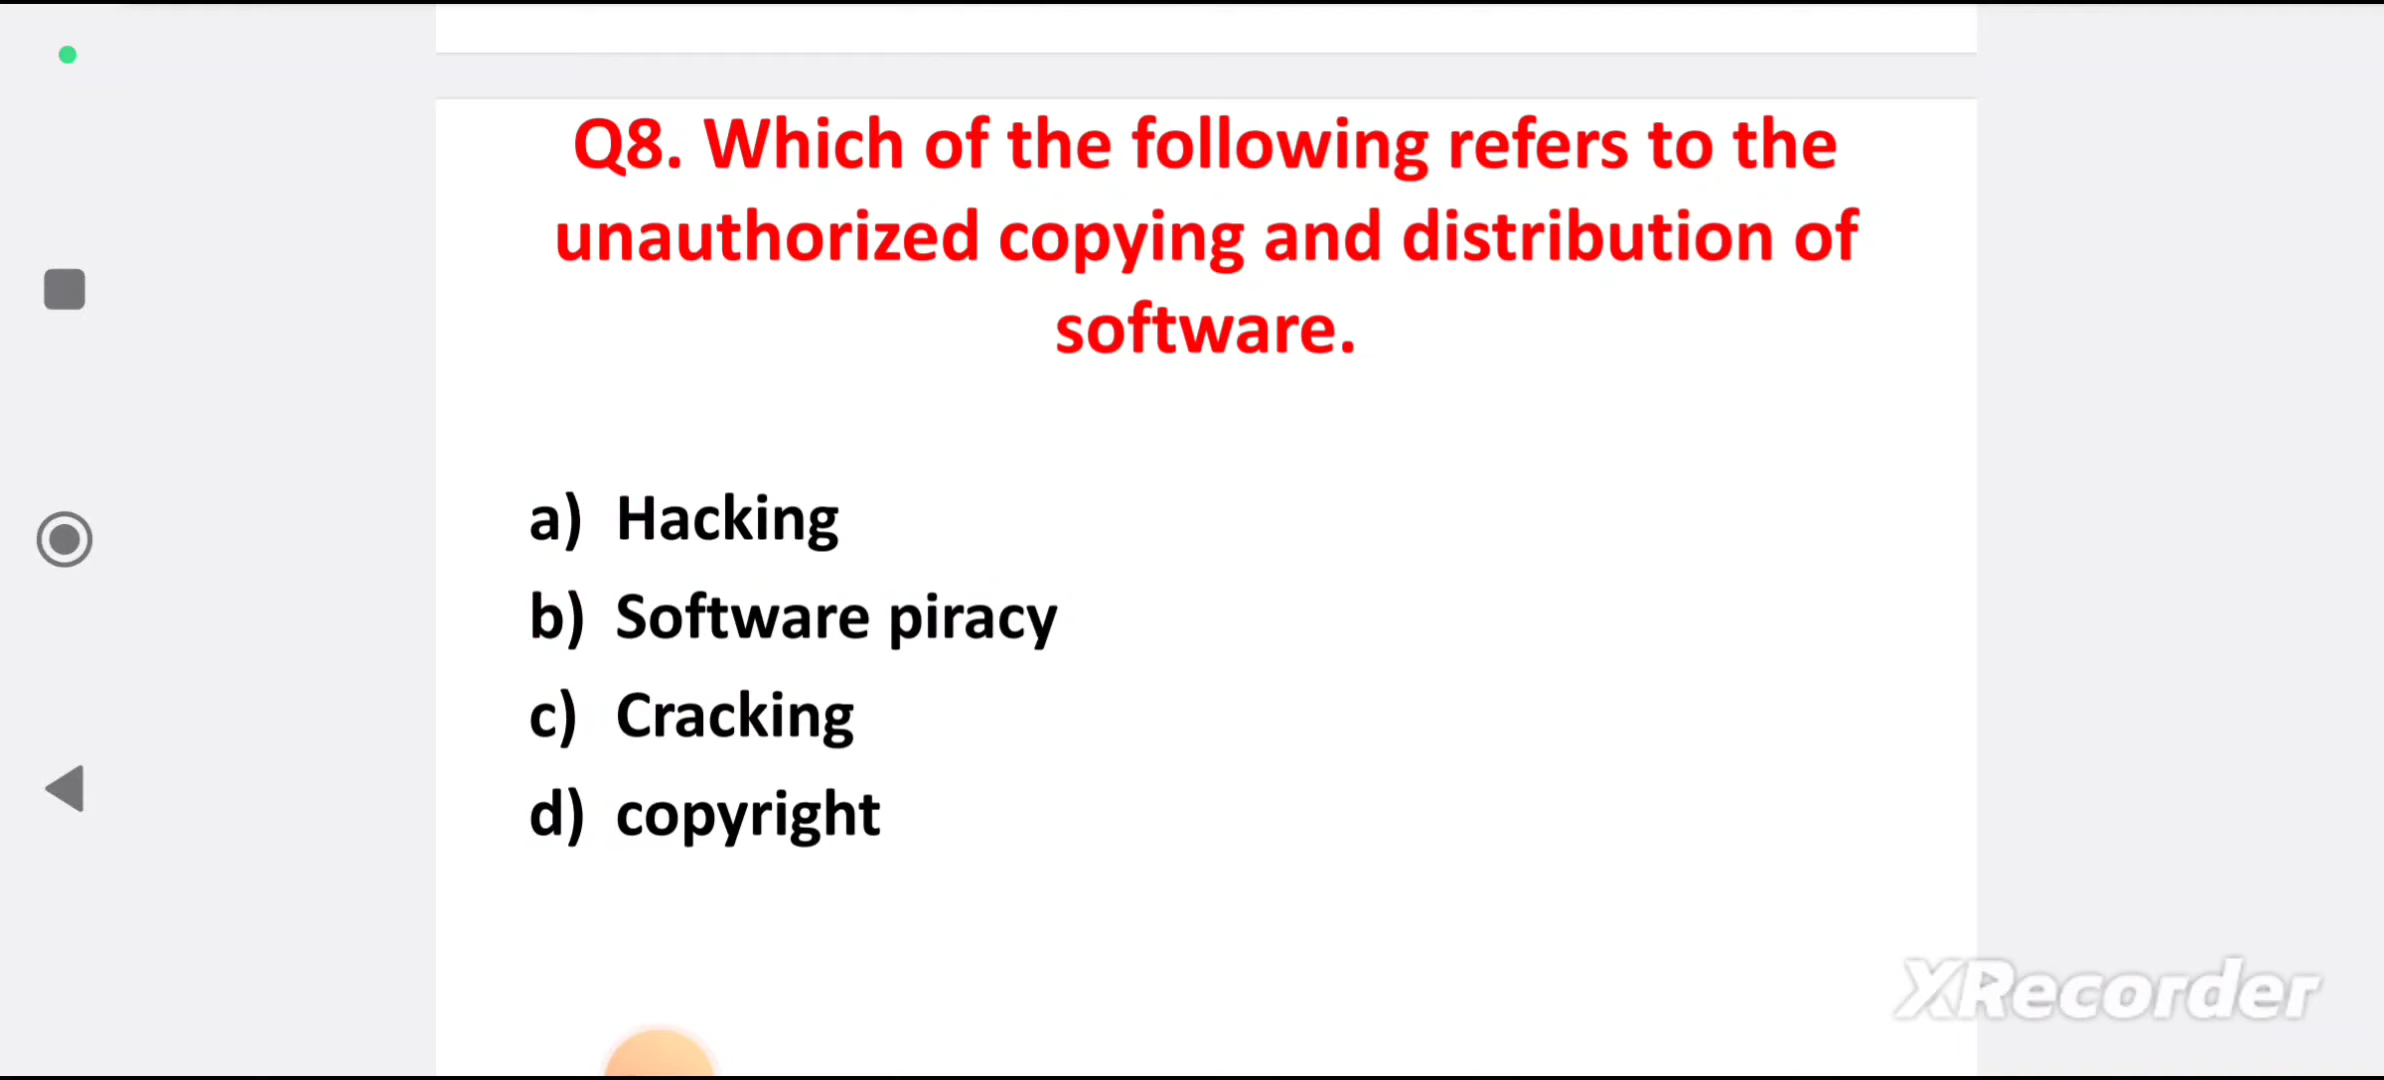 Q8. Which of the following refers to the
unauthorized copying and distribution of
software.
a) Hacking
b) Software piracy
c) Cracking
d) copyright
XRecorder